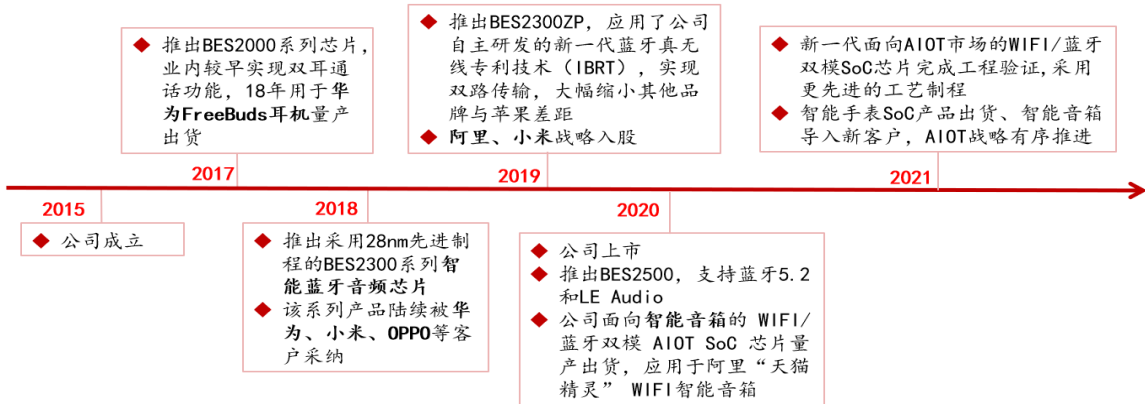 推出BES2000系列芯片,
业内较早实现双耳通
话功能，18年用于华
为FreeBuds耳机量产
出货
2017
推出BES2300ZP，应用了公司
自主研发的新一代蓝牙真无
线专利技术（IBRT），实现
双路传输，大幅缩小其他品
牌与苹果差距
阿里、小米战略入股
2019
新一代面向AIOT市场的WIFI/蓝牙
双模SoC芯片完成工程验证,采用
更先进的工艺制程
智能手表SoC产品出货、智能音箱
导入新客户，AIOT战略有序推进
2021
2015
公司成立
2018
推出采用28nm先进制
程的BES2300系列智
能蓝牙音频芯片
该系列产品陆续被华
为、小米、OPPO等客
户采纳
2020
公司上市
推出BES2500，支持蓝牙5.2
和LE Audio
公司面向智能音箱的 WIFI/
蓝牙双模 AIOT SoC 芯片量
产出货，应用于阿里“天猫
精灵” WIFI智能音箱